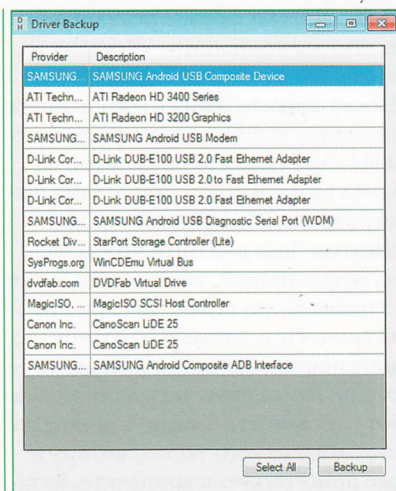 D
H Driver Backup
Provider Description
SAMSUNG... SAMSUNG Android USB Composite Device
ATI Techn... ATI Radeon HD 3400 Series
ATI Techn... ATI Radeon HD 3200 Graphics
SAMSUNG... SAMSUNG Android USB Modem
D-Link Cor... D-Link DUB-E100 USB 2.0 Fast Ethernet Adapter
D-Link Cor... D-Link DUB-E100 USB 2.0 to Fast Ethernet Adapter
D-Link Cor... D-Link DUB-E100 USB 2.0 Fast Ethernet Adapter
SAMSUNG... SAMSUNG Android USB Diagnostic Serial Port (WDM)
Rocket Div... StarPort Storage Controller (Lite)
SysProgs.org WinCDEmu Virtual Bus
dvdfab.com DVDFab Virtual Drive
MagicISO, ... MagicISO SCSI Host Controller
Canon Inc. CanoScan LiDE 25
Canon Inc. CanoScan LiDE 25
SAMSUNG... SAMSUNG Android Composite ADB Interface
Select All Backup